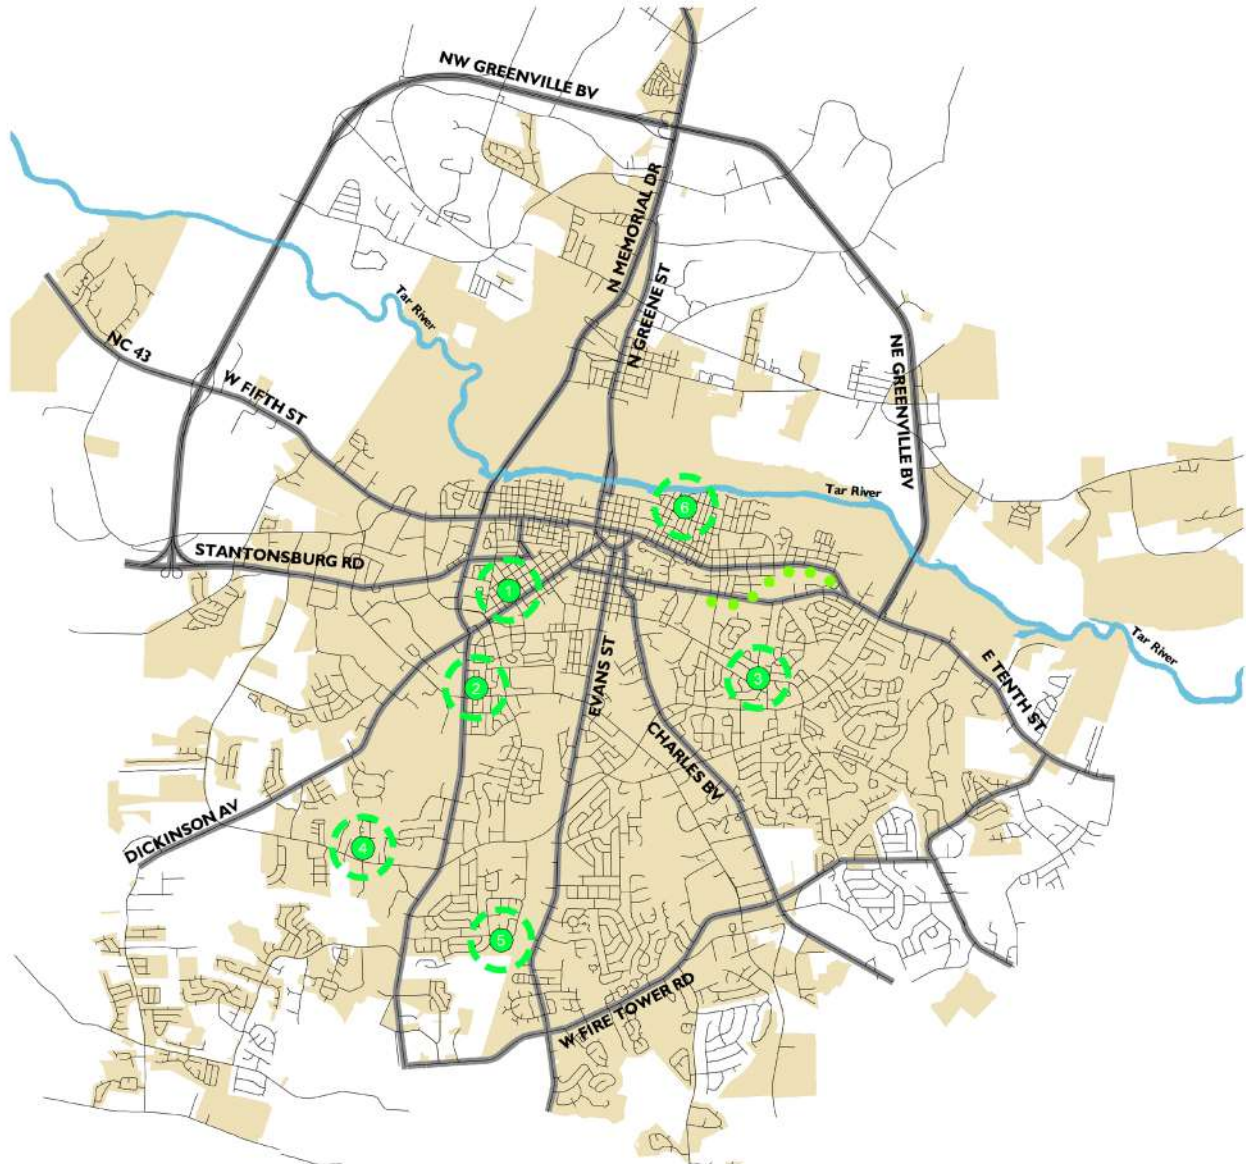 NW GREENVILLE BV
N MEMORIAL DR
N GREENE ST
Tar River
NC 43
W FIFTH ST
NE GREENVILLE BV
Tar River
6
STANTONSBURG RD
1
Tar River
E TENTH ST
3
2
EVANS ST
CHARLES BV
DICKINSON AV
4
5
W FIRE TOWER RD